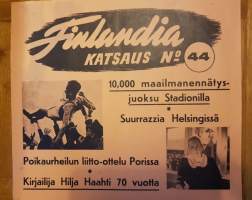 Finlandia
KATSAUS Nº 44
10,000 maailmanennätys-
juoksu Stadionilla
Suurrazzia Helsingissä
Poikaurheilun liitto-ottelu Porissa
Kirjailija Hilja Haahti 70 vuotta